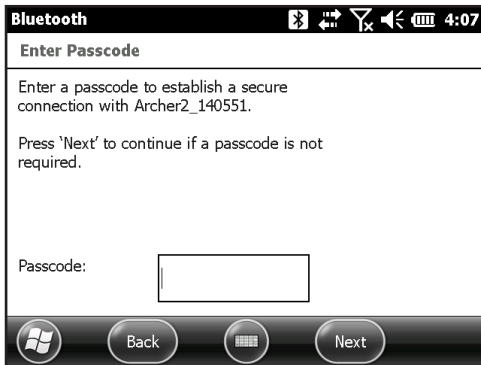 Bluetooth 4:07
Enter Passcode
Enter a passcode to establish a secure
connection with Archer2_140551.
Press ‘Next’ to continue if a passcode is not
required.
Passcode:
Back Next